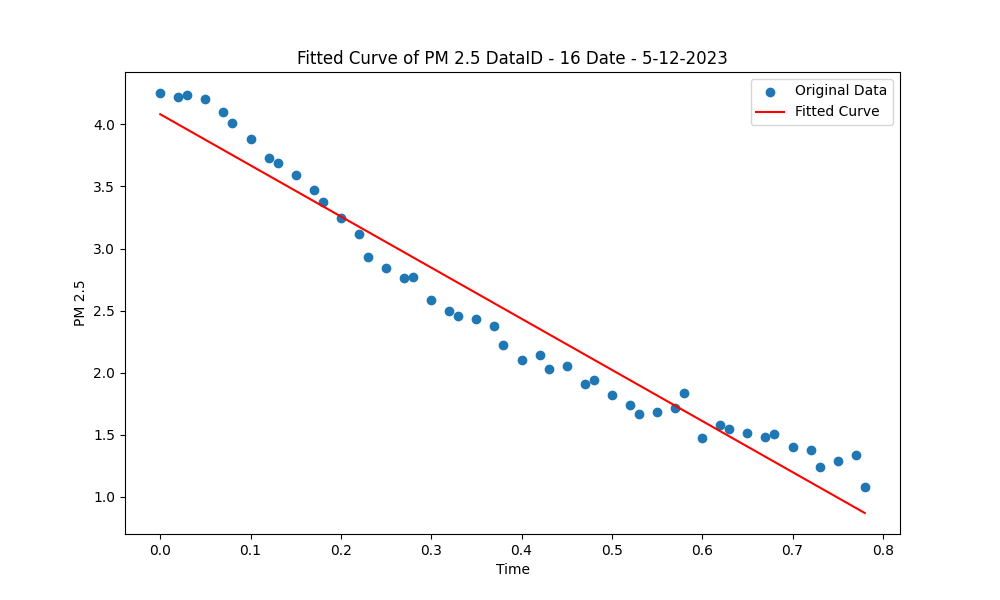 Fitted Curve of PM 2.5 DataID - 16 Date - 5-12-2023
Original Data
Fitted Curve
PM 2.5
4.0
3.5
3.0
2.5
2.0
1.5
1.0
0.0 0.1 0.2 0.3 0.4 0.5 0.6 0.7 0.8
Time